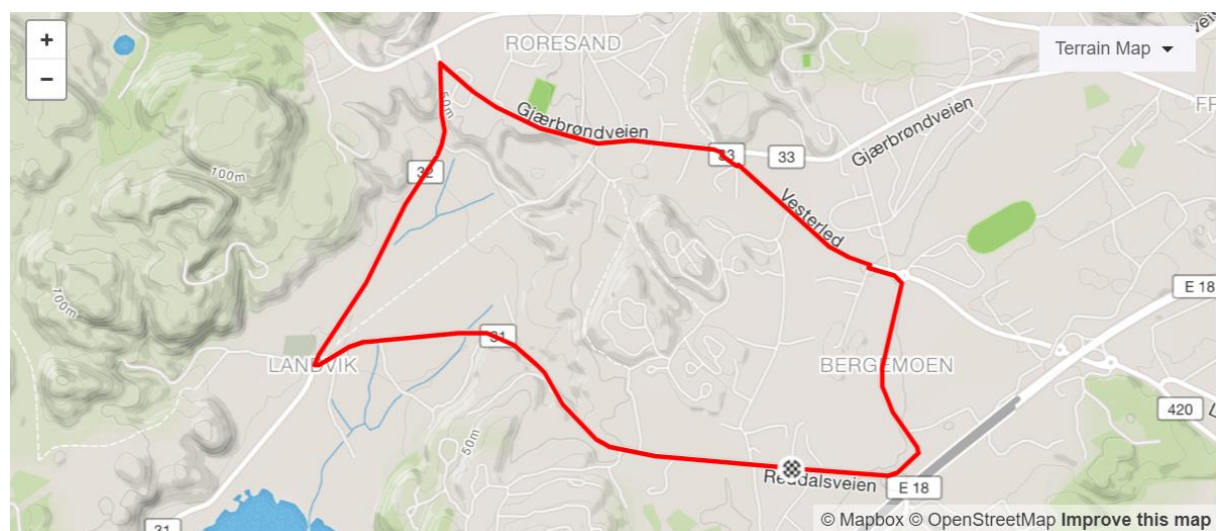 +
−
RORESAND
Terrain Map
FF
50m
Gjærbrøndveien
33
33
Gjærbrøndveien
32
100m
Vesterled
100m
E 18
31
LANDVIK
BERGEMOEN
420
L
50m
Reddalsveien
E 18
31
© Mapbox © OpenStreetMap Improve this map